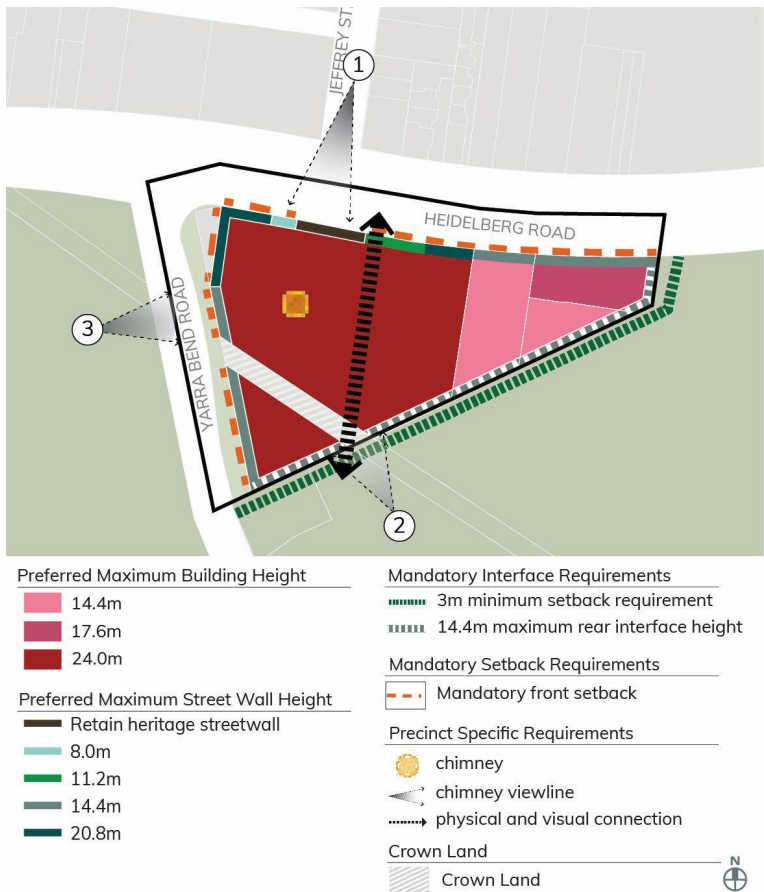 JEFFREY ST.
1
HEIDELBERG ROAD
3
YARRA BEND ROAD
2
Preferred Maximum Building Height
14.4m
17.6m
24.0m
Preferred Maximum Street Wall Height
Retain heritage streetwall
8.0m
11.2m
14.4m
20.8m
Mandatory Interface Requirements
3m minimum setback requirement
14.4m maximum rear interface height
Mandatory Setback Requirements
Mandatory front setback
Precinct Specific Requirements
chimney
chimney viewline
physical and visual connection
Crown Land
Crown Land
N